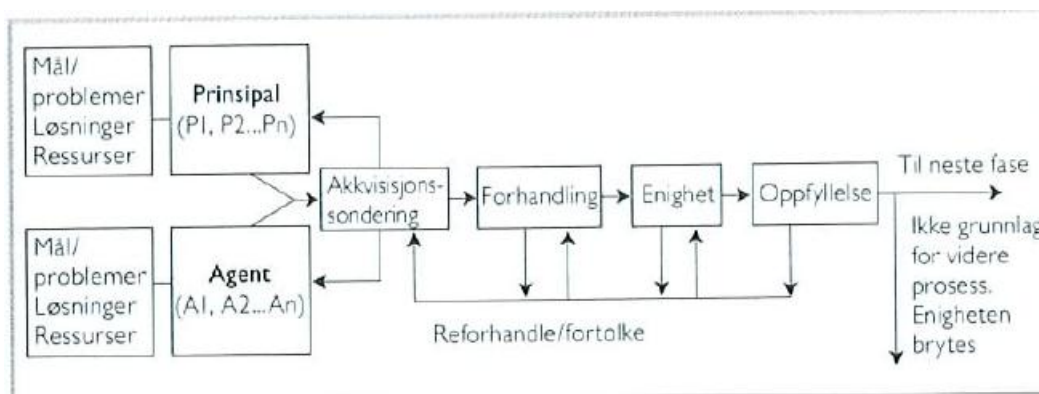 Mål/
problemer
Løsninger
Ressurser
Prinsipal
(P1, P2...Pn)
Mål/
problemer
Løsninger
Ressurser
Agent
(A1, A2...An)
Akkvisisjons-
sondering
Forhandling
Enighet
Oppfyllelse
Til neste fase
Ikke grunnlag
for videre
prosess.
Enigheten
brytes
Reforhandle/fortolke